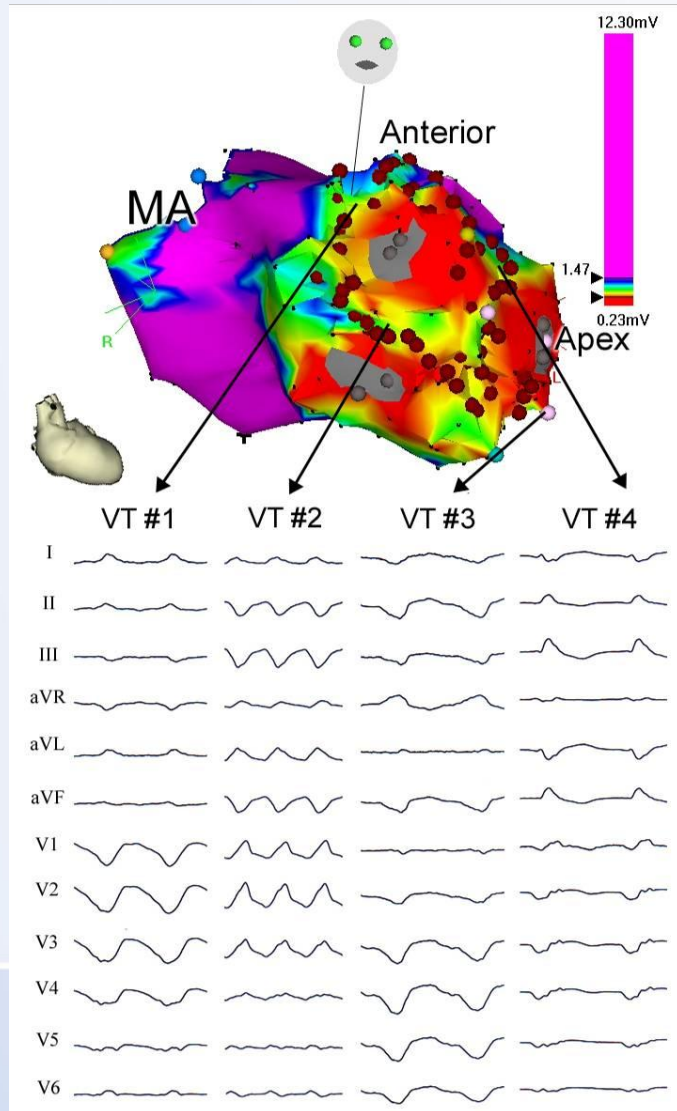 12.30mV
Anterior
MA
1.47
0.23mV
R
Apex
L
VT #1 VT #2 VT #3 VT #4
I
II
III
aVR
aVL
aVF
V1
V2
V3
V4
V5
V6